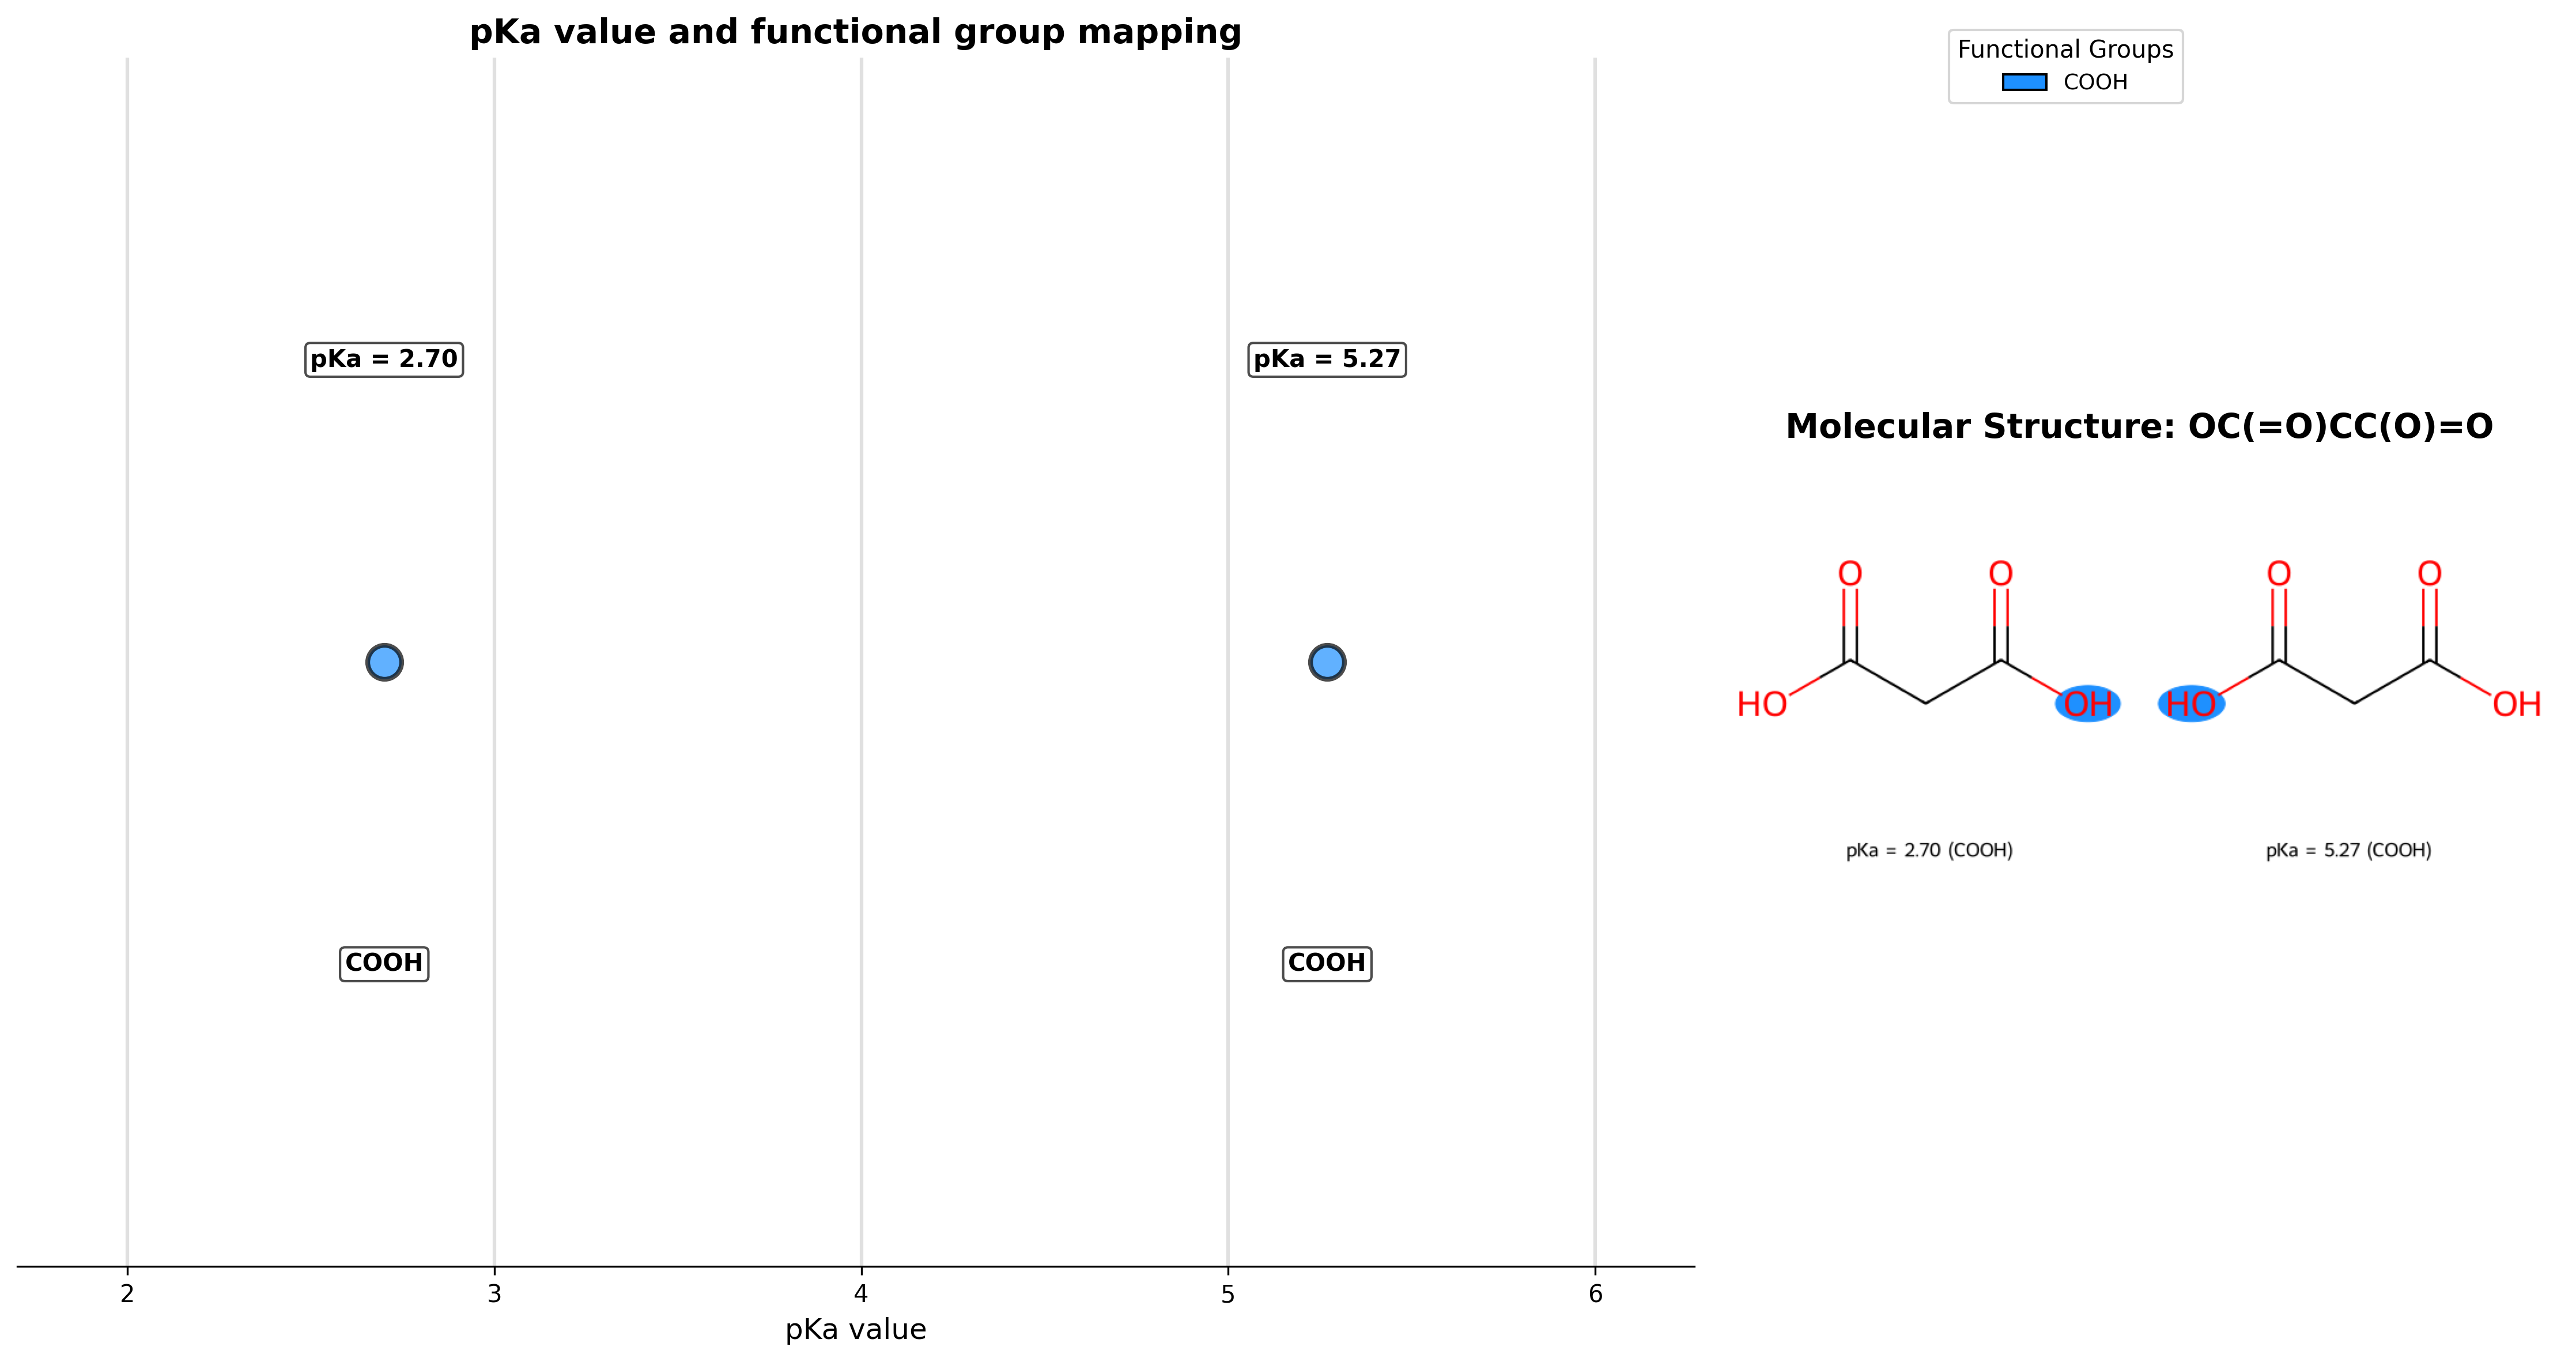 pKa value and functional group mapping
pKa = 2.70
pKa = 5.27
COOH
COOH
2
3
4
5
6
pKa value
Functional Groups
COOH
Molecular Structure: OC(=O)CC(O)=O
O
O
HO
OH
O
O
HO
OH
pKa = 2.70 (COOH)
pKa = 5.27 (COOH)